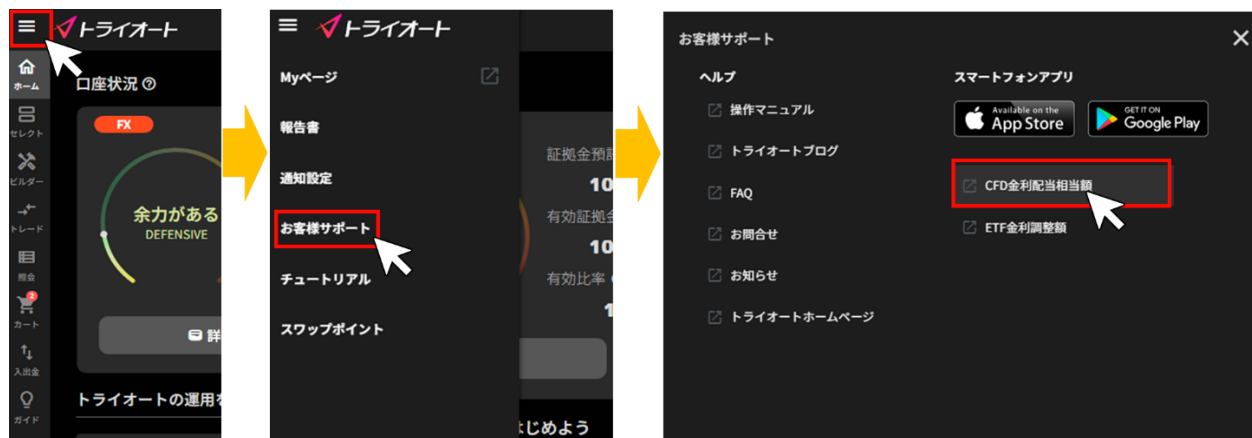 トライオート
ホーム
セレクト
ビルダー
トレード
照会
2
カート
入出金
ガイド
口座状況
FX
余力がある
DEFENSIVE
詳
トライオートの運用を
トライオート
Myページ
報告書
通知設定
お客様サポート
チュートリアル
スワップポイント
証拠金預
10
有効証拠金
10
有効比率
1
はじめよう
お客様サポート
ヘルプ
操作マニュアル
トライオートブログ
FAQ
お問合せ
お知らせ
トライオートホームページ
スマートフォンアプリ
Available on the
App Store
GET IT ON
Google Play
CFD金利配当相当額
ETF金利調整額